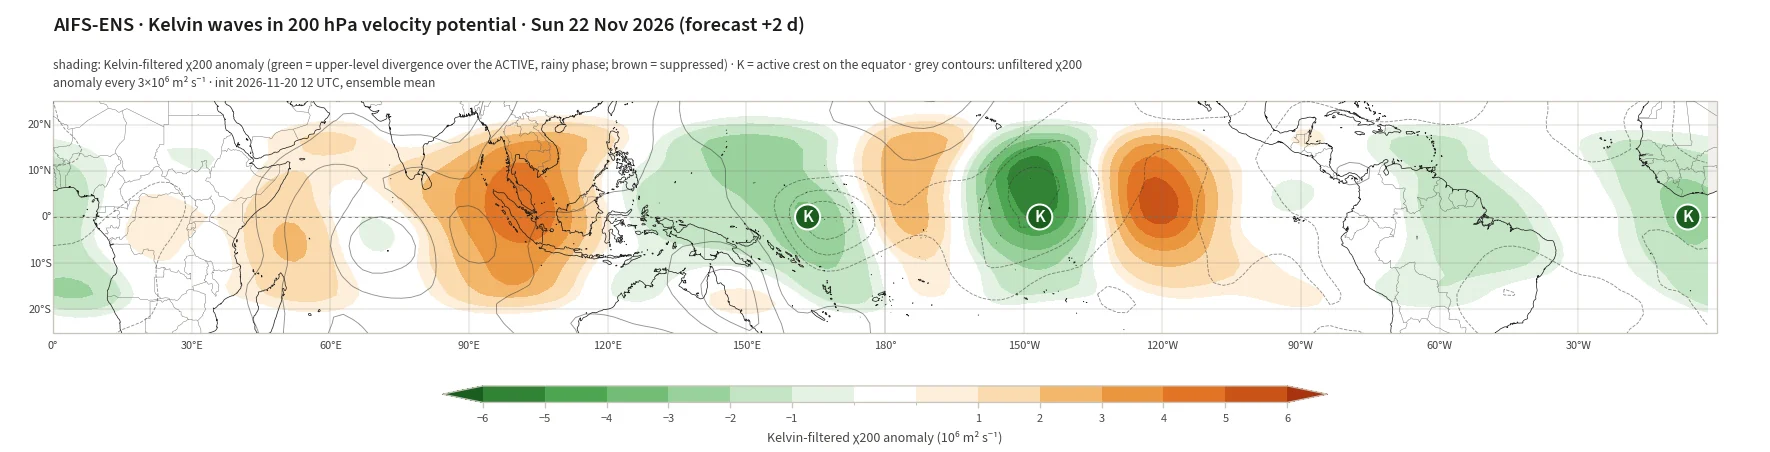 AIFS-ENS · Kelvin waves in 200 hPa velocity potential · Sun 22 Nov 2026 (forecast +2 d)
shading: Kelvin-filtered χ200 anomaly (green = upper-level divergence over the ACTIVE, rainy phase; brown = suppressed) · K = active crest on the equator · grey contours: unfiltered χ200
anomaly every 3×10⁶ m² s⁻¹ · init 2026-11-20 12 UTC, ensemble mean
20°N
10°N
0°
K K K
10°S
20°S
0° 30°E 60°E 90°E 120°E 150°E 180° 150°W 120°W 90°W 60°W 30°W
−6 −5 −4 −3 −2 −1 1 2 3 4 5 6
Kelvin-filtered χ200 anomaly (10⁶ m² s⁻¹)